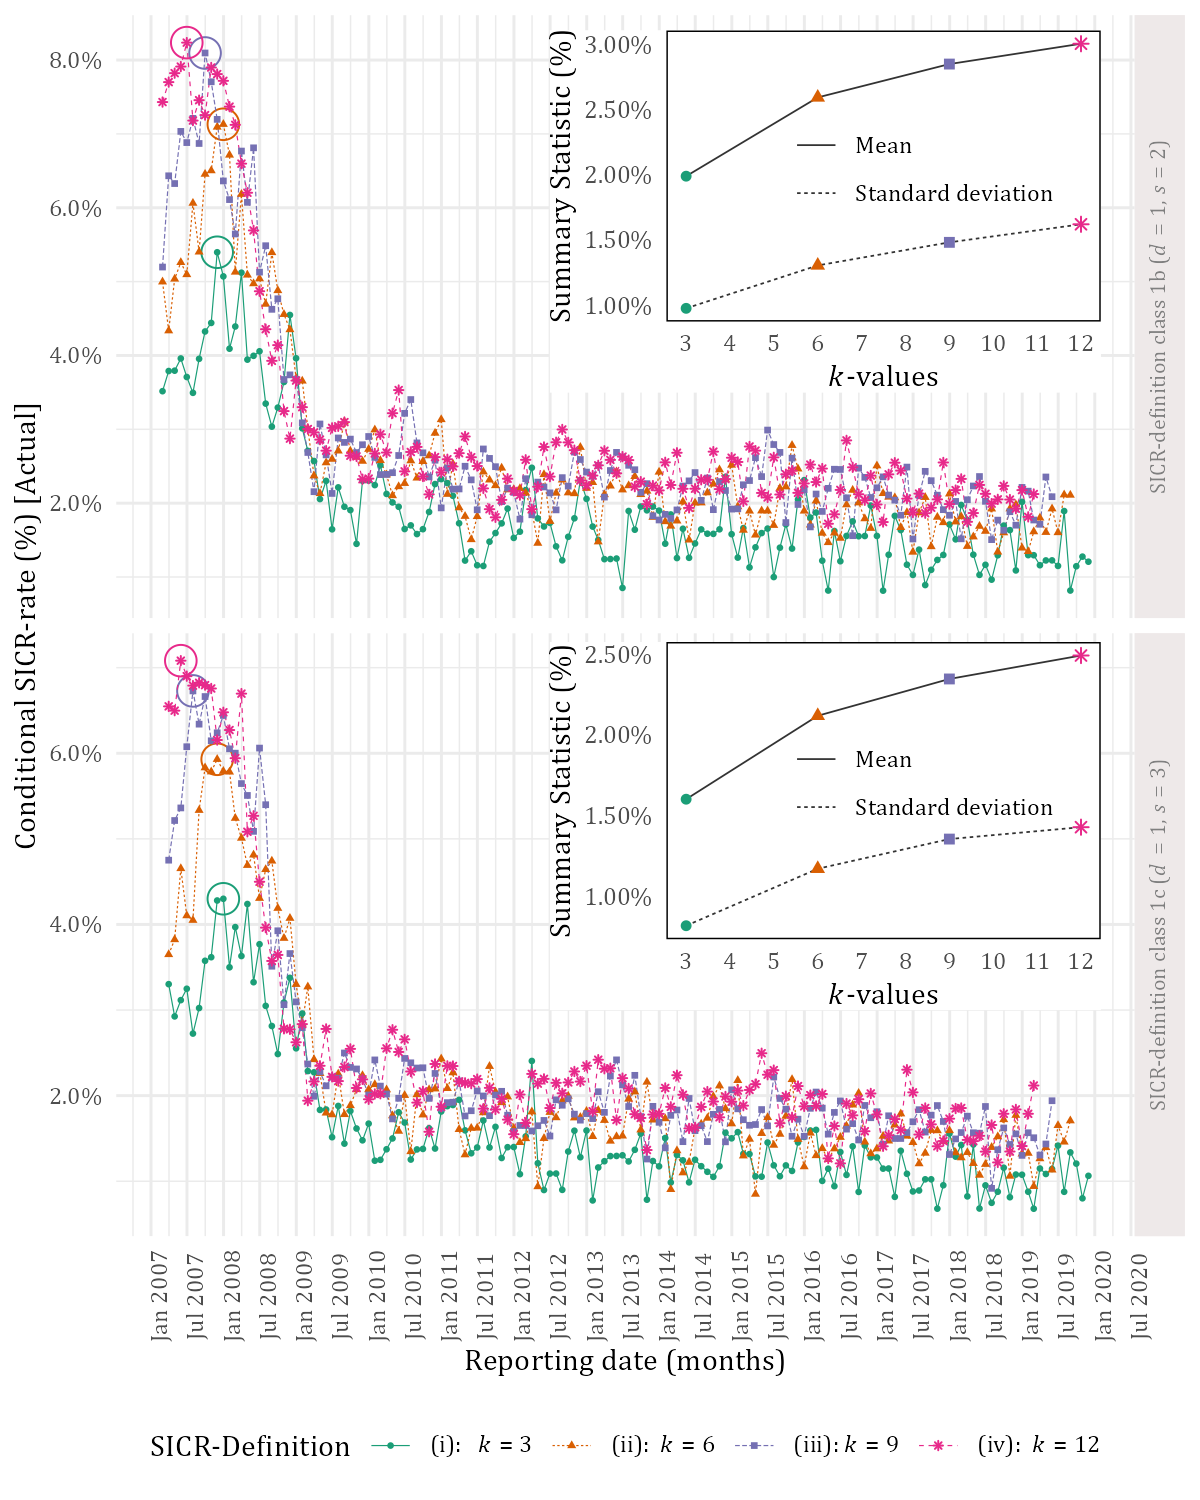 Conditional SICR-rate (%) [Actual]
8.0%
6.0%
4.0%
2.0%
Summary Statistic (%)
3.00%
2.50%
2.00%
1.50%
1.00%
Mean
Standard deviation
3 4 5 6 7 8 9 10 11 12
k-values
SICR-definition class 1b (d = 1, s = 2)
6.0%
4.0%
2.0%
Summary Statistic (%)
2.50%
2.00%
1.50%
1.00%
Mean
Standard deviation
3 4 5 6 7 8 9 10 11 12
k-values
SICR-definition class 1c (d = 1, s = 3)
Jan 2007
Jul 2007
Jan 2008
Jul 2008
Jan 2009
Jul 2009
Jan 2010
Jul 2010
Jan 2011
Jul 2011
Jan 2012
Jul 2012
Jan 2013
Jul 2013
Jan 2014
Jul 2014
Jan 2015
Jul 2015
Jan 2016
Jul 2016
Jan 2017
Jul 2017
Jan 2018
Jul 2018
Jan 2019
Jul 2019
Jan 2020
Jul 2020
Reporting date (months)
SICR-Definition (i): k = 3 (ii): k = 6 (iii): k = 9 (iv): k = 12